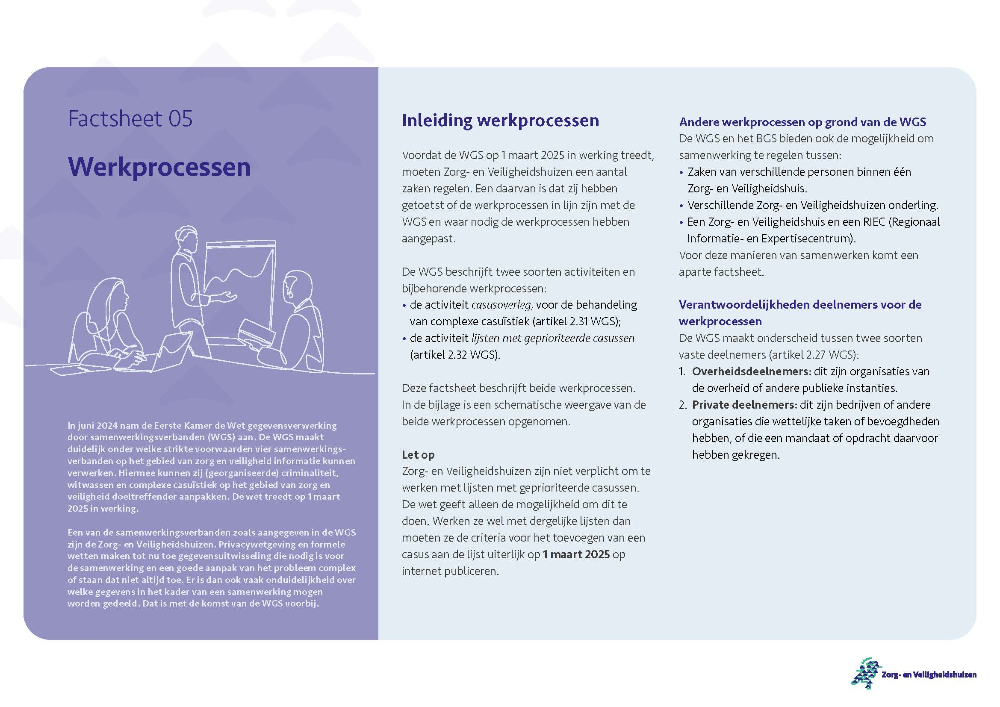 Factsheet 05
Werkprocessen
In juni 2024 nam de Eerste Kamer de Wet gegevensverwerking
door samenwerkingsverbanden (WGS) aan. De WGS maakt
duidelijk onder welke strikte voorwaarden vier samenwerkings-
verbanden op het gebied van zorg en veiligheid informatie kunnen
verwerken. Hiermee kunnen zij (georganiseerde) criminaliteit,
witwassen en complexe casuïstiek op het gebied van zorg en
veiligheid doeltreffender aanpakken. De wet treedt op 1 maart
2025 in werking.
Een van de samenwerkingsverbanden zoals aangegeven in de WGS
zijn de Zorg- en Veiligheidshuizen. Privacywetgeving en formele
wetten maken tot nu toe gegevensuitwisseling die nodig is voor
de samenwerking en een goede aanpak van het probleem complex
of staan dat niet altijd toe. Er is dan ook vaak onduidelijkheid over
welke gegevens in het kader van een samenwerking mogen
worden gedeeld. Dat is met de komst van de WGS voorbij.
Inleiding werkprocessen
Voordat de WGS op 1 maart 2025 in werking treedt,
moeten Zorg- en Veiligheidshuizen een aantal
zaken regelen. Een daarvan is dat zij hebben
getoetst of de werkprocessen in lijn zijn met de
WGS en waar nodig de werkprocessen hebben
aangepast.
De WGS beschrijft twee soorten activiteiten en
bijbehorende werkprocessen:
• de activiteit casusoverleg, voor de behandeling
van complexe casuïstiek (artikel 2.31 WGS);
• de activiteit lijsten met geprioriteerde casussen
(artikel 2.32 WGS).
Deze factsheet beschrijft beide werkprocessen.
In de bijlage is een schematische weergave van de
beide werkprocessen opgenomen.
Let op
Zorg- en Veiligheidshuizen zijn niet verplicht om te
werken met lijsten met geprioriteerde casussen.
De wet geeft alleen de mogelijkheid om dit te
doen. Werken ze wel met dergelijke lijsten dan
moeten ze de criteria voor het toevoegen van een
casus aan de lijst uiterlijk op 1 maart 2025 op
internet publiceren.
Andere werkprocessen op grond van de WGS
De WGS en het BGS bieden ook de mogelijkheid om
samenwerking te regelen tussen:
• Zaken van verschillende personen binnen één
Zorg- en Veiligheidshuis.
• Verschillende Zorg- en Veiligheidshuizen onderling.
• Een Zorg- en Veiligheidshuis en een RIEC (Regionaal
Informatie- en Expertisecentrum).
Voor deze manieren van samenwerken komt een
aparte factsheet.
Verantwoordelijkheden deelnemers voor de
werkprocessen
De WGS maakt onderscheid tussen twee soorten
vaste deelnemers (artikel 2.27 WGS):
1. Overheidsdeelnemers: dit zijn organisaties van
de overheid of andere publieke instanties.
2. Private deelnemers: dit zijn bedrijven of andere
organisaties die wettelijke taken of bevoegdheden
hebben, of die een mandaat of opdracht daarvoor
hebben gekregen.
Zorg- en Veiligheidshuizen